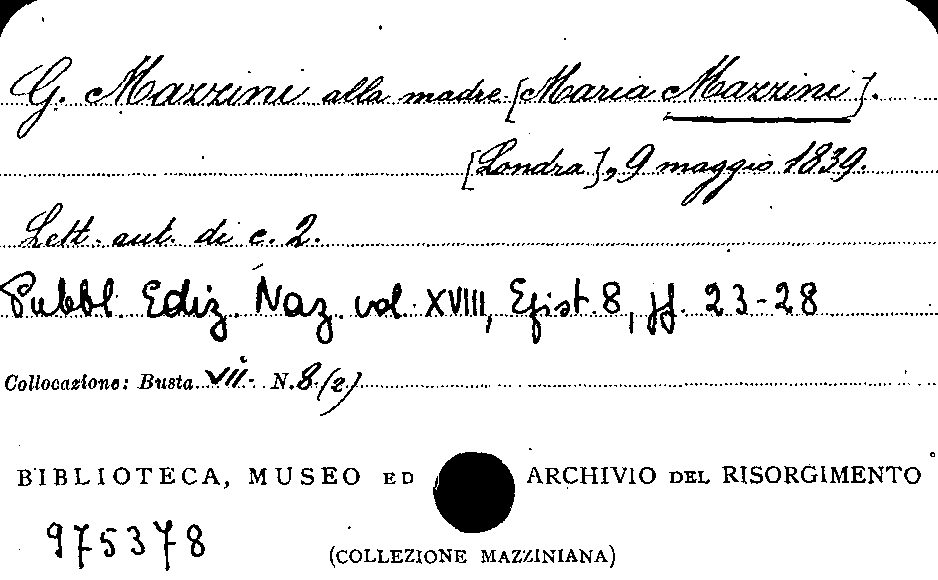 G. Mazzini alla madre [Maria Mazzini].
[Londra], 9 maggio 1839.
Lett. aut. di c. 2.
Pubbl. Ediz. Naz. vol. XVIII, Epist. 8, pp. 23-28
Collocazione: Busta VII. N. 8 (2)
BIBLIOTECA, MUSEO ED ARCHIVIO DEL RISORGIMENTO
975378
(COLLEZIONE MAZZINIANA)